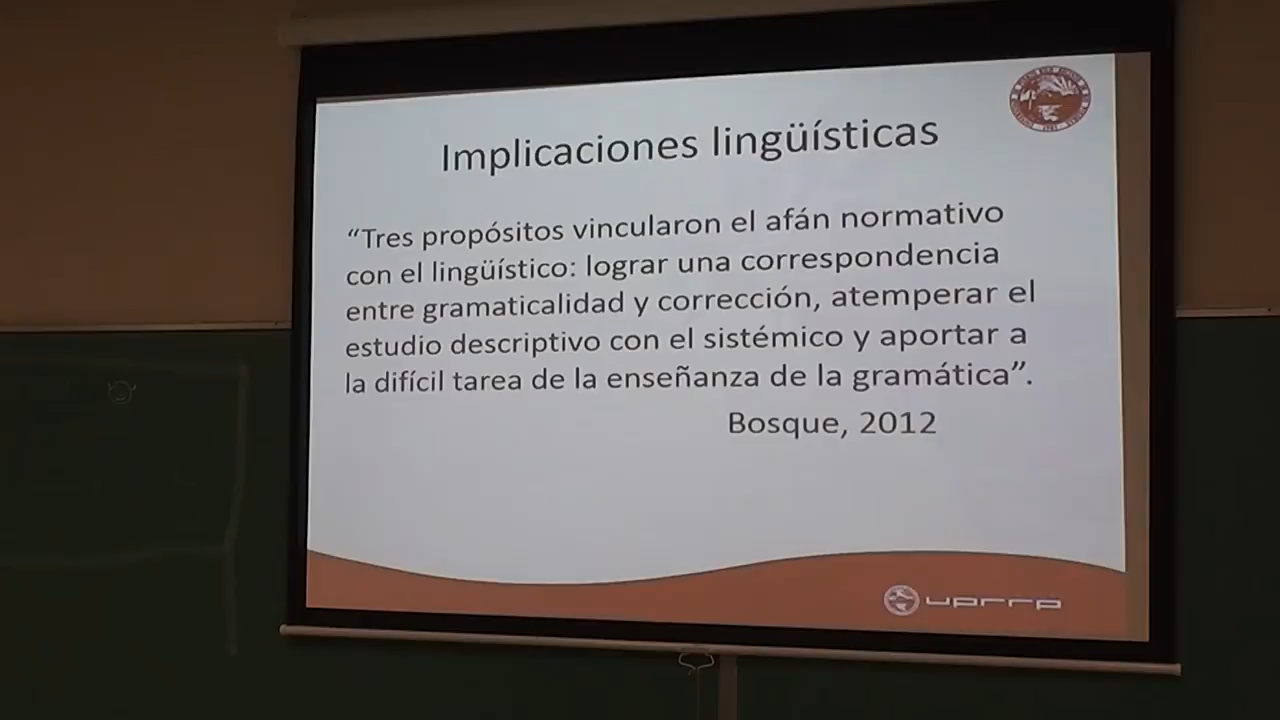 Implicaciones lingüísticas
“Tres propósitos vincularon el afán normativo
con el lingüístico: lograr una correspondencia
entre gramaticalidad y corrección, atemperar el
estudio descriptivo con el sistémico y aportar a
la difícil tarea de la enseñanza de la gramática”.
Bosque, 2012
uprrp